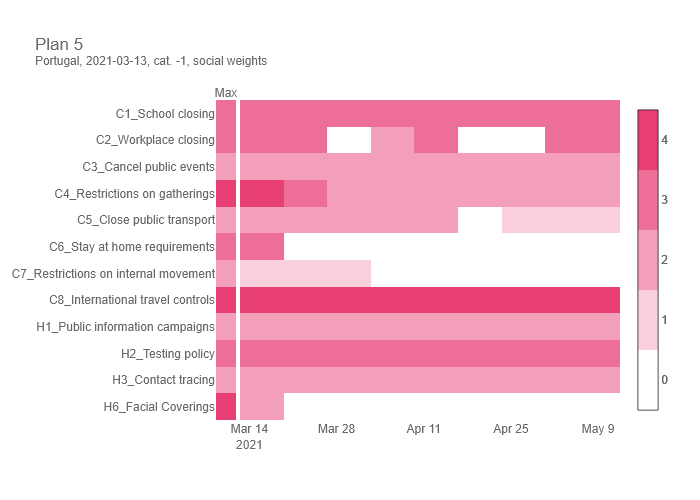 Plan 5
Portugal, 2021-03-13, cat. -1, social weights
Max
C1_School closing
C2_Workplace closing
C3_Cancel public events
C4_Restrictions on gatherings
C5_Close public transport
C6_Stay at home requirements
C7_Restrictions on internal movement
C8_International travel controls
H1_Public information campaigns
H2_Testing policy
H3_Contact tracing
H6_Facial Coverings
Mar 14 Mar 28 Apr 11 Apr 25 May 9
2021
4
3
2
1
0